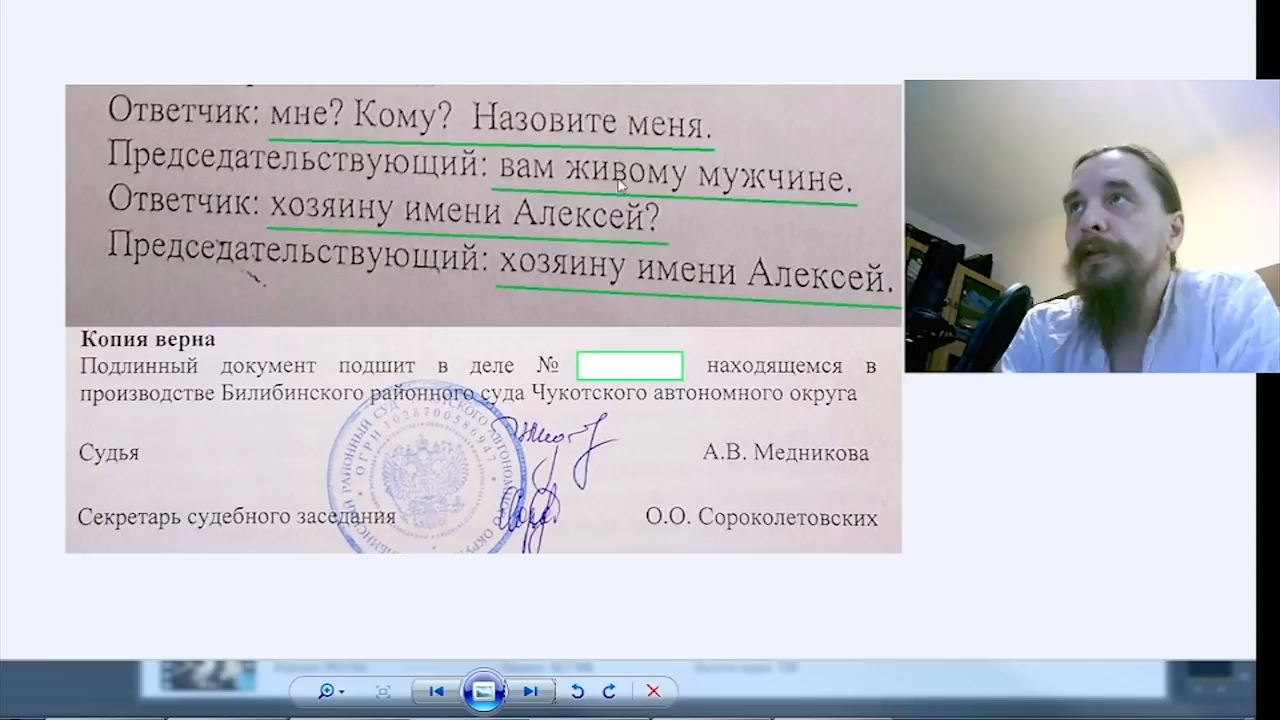 Ответчик: мне? Кому? Назовите меня.
Председательствующий: вам живому мужчине.
Ответчик: хозяину имени Алексей?
Председательствующий: хозяину имени Алексей.
Копия верна
Подлинный документ подшит в деле № находящемся в
производстве Билибинского районного суда Чукотского автономного округа
Судья А.В. Медникова
Секретарь судебного заседания О.О. Сороколетовских